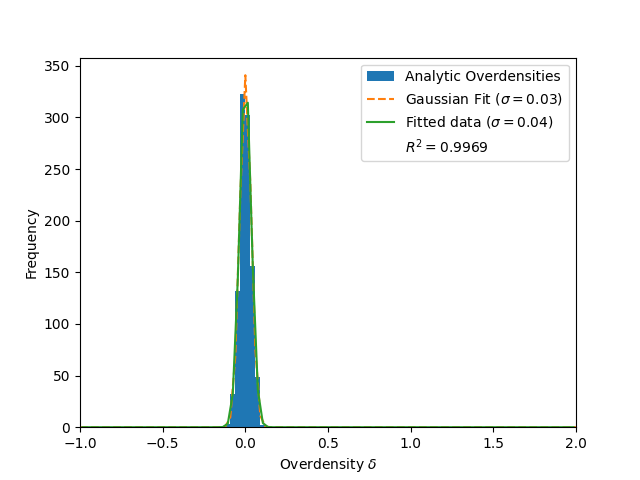 350
300
250
200
150
100
50
0
Frequency
−1.0 −0.5 0.0 0.5 1.0 1.5 2.0
Overdensity δ
Analytic Overdensities
Gaussian Fit (σ = 0.03)
Fitted data (σ = 0.04)
R² = 0.9969